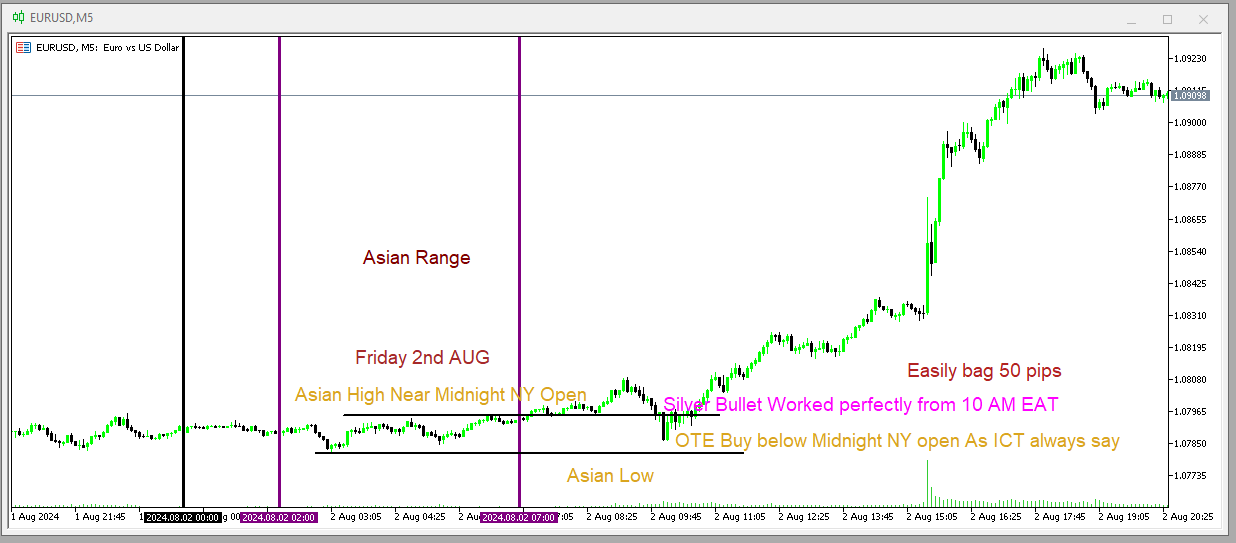 EURUSD,M5
EURUSD, M5: Euro vs US Dollar
1.09230
1.09098
1.09000
1.08885
1.08770
1.08655
1.08540
1.08425
1.08310
1.08195
1.08080
1.07965
1.07850
1.07735
Asian Range
Friday 2nd AUG
Easily bag 50 pips
Asian High Near Midnight NY Open
Silver Bullet Worked perfectly from 10 AM EAT
OTE Buy below Midnight NY open As ICT always say
Asian Low
1 Aug 2024
1 Aug 21:45
2024.08.02 00:00
2024.08.02 02:00
2 Aug 03:05
2 Aug 04:25
2024.08.02 07:00
2 Aug 08:25
2 Aug 09:45
2 Aug 11:05
2 Aug 12:25
2 Aug 13:45
2 Aug 15:05
2 Aug 16:25
2 Aug 17:45
2 Aug 19:05
2 Aug 20:25